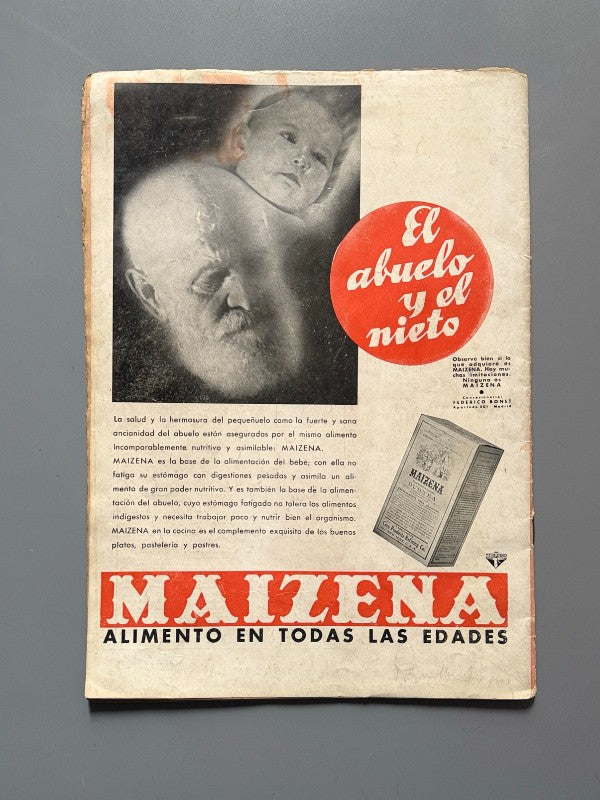 El
abuelo
y el
nieto
Observe bien si lo
que adquiere es
MAIZENA. Hay mu-
chas imitaciones.
Ninguna es
MAIZENA
Concesionario:
FEDERICO BONET
Apartado 501 Madrid
La salud y la hermosura del pequeñuelo como la fuerte y sana
ancianidad del abuelo están asegurados por el mismo alimento
incomparablemente nutritivo y asimilable: MAIZENA.
MAIZENA es la base de la alimentación del bebe; con ella no
fatiga su estómago con digestiones pesadas y asimila un ali-
mento de gran poder nutritivo. Y es también la base de la alimen-
tación del abuelo, cuyo estómago fatigado no tolera los alimentos
indigestos y necesita trabajar poco y nutrir bien el organismo.
MAIZENA en la cocina es el complemento exquisito de los buenos
platos, pastelería y postres.
MAIZENA
MAIZENA
ALIMENTO EN TODAS LAS EDADES